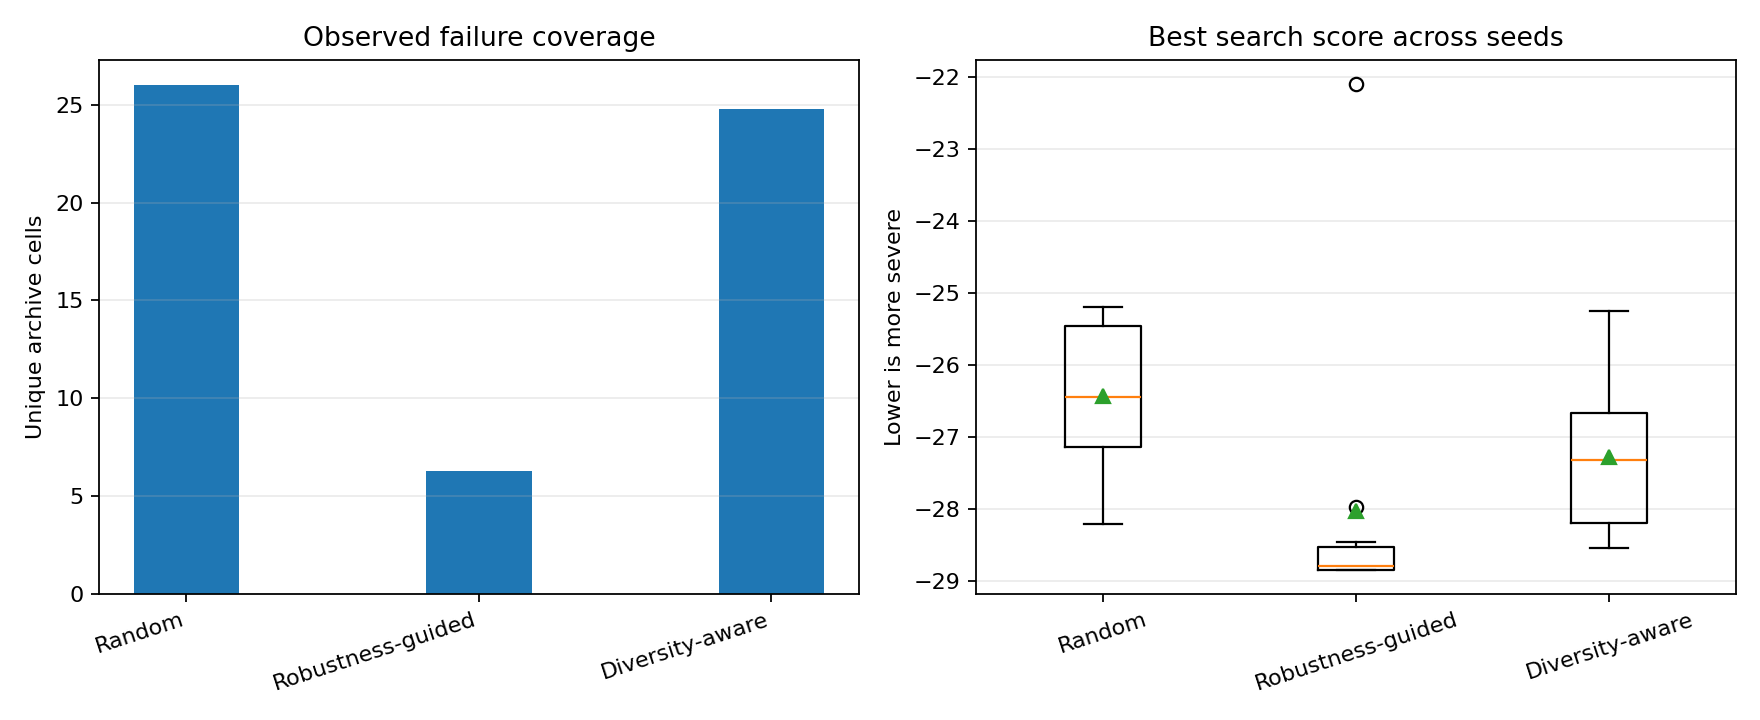 Observed failure coverage
Unique archive cells
25
20
15
10
5
0
Random
Robustness-guided
Diversity-aware
Best search score across seeds
Lower is more severe
−22
−23
−24
−25
−26
−27
−28
−29
Random
Robustness-guided
Diversity-aware